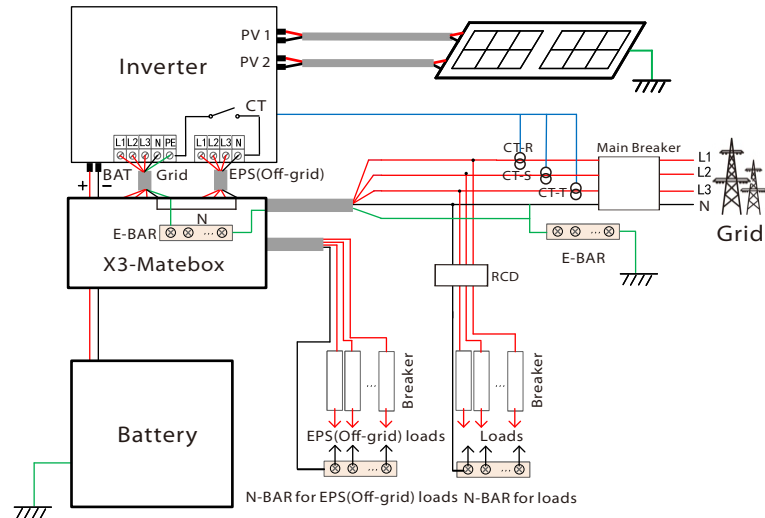 PV 1
PV 2
Inverter
CT
L1 L2 L3 N PE
L1 L2 L3 N
+ −
BAT
Grid
EPS(Off-grid)
CT-R
CT-S
CT-T
Main Breaker
L1
L2
L3
N
Grid
N
E-BAR
...
X3-Matebox
...
E-BAR
RCD
Battery
...
Breaker
...
Breaker
EPS(Off-grid) loads
Loads
...
...
N-BAR for EPS(Off-grid) loads
N-BAR for loads